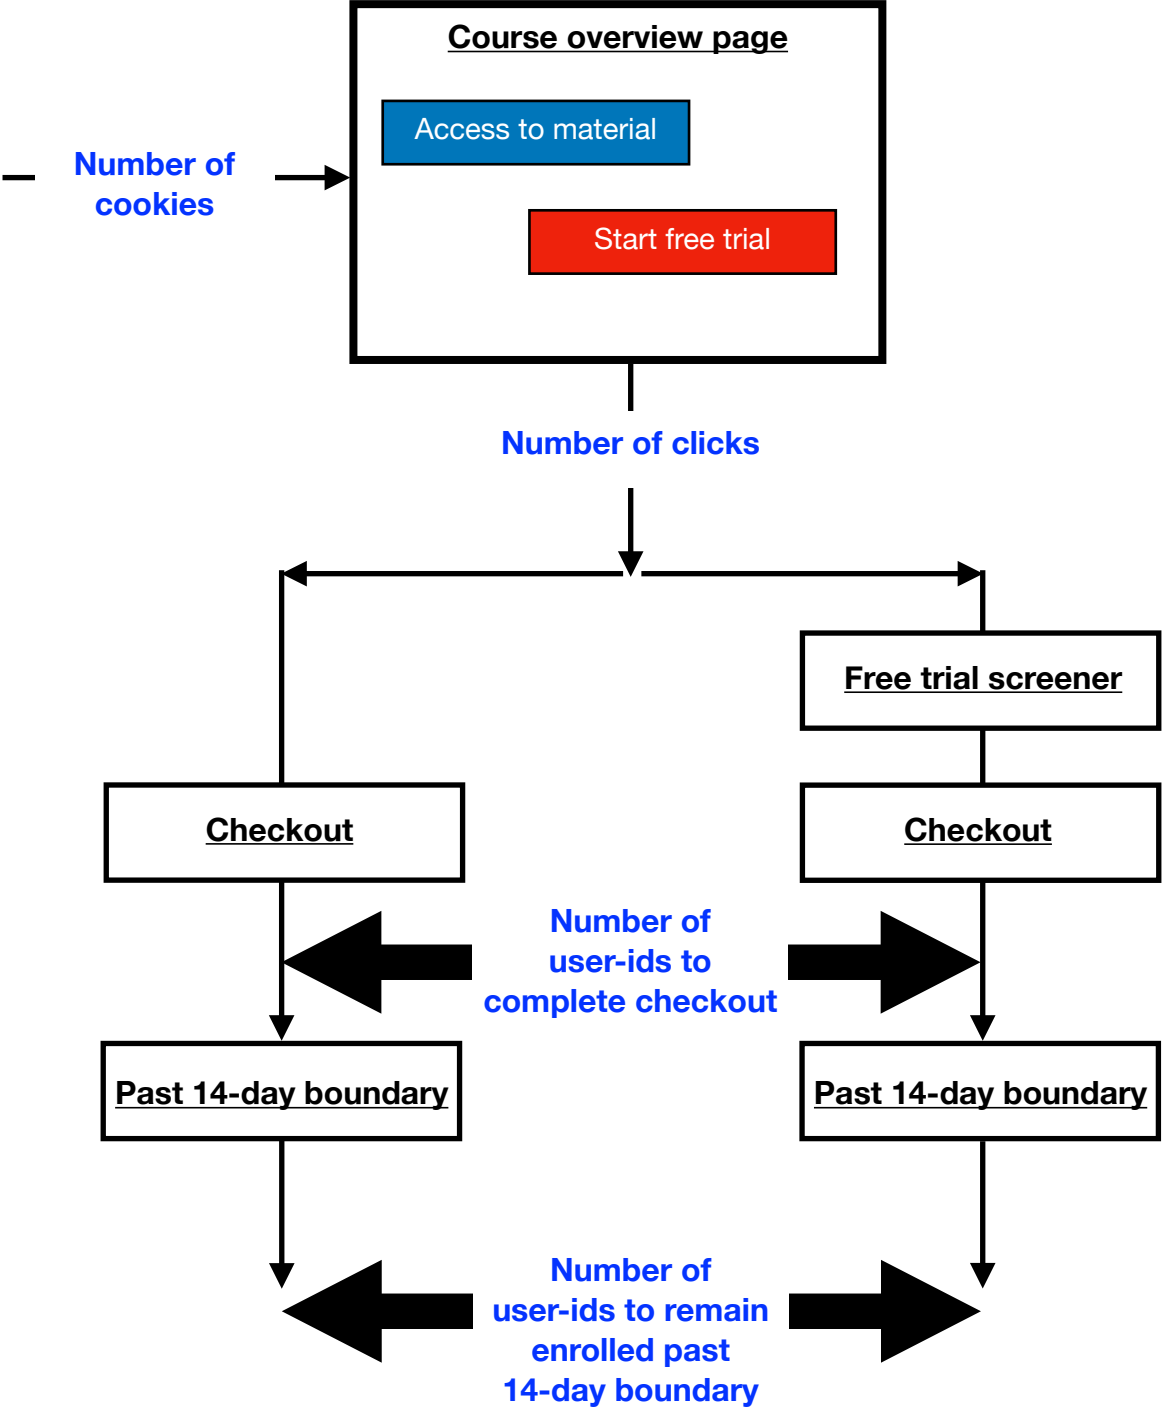 Course overview page
Access to material
Number of
cookies
Start free trial
Number of clicks
Free trial screener
Checkout
Checkout
Number of
user-ids to
complete checkout
Past 14-day boundary
Past 14-day boundary
Number of
user-ids to remain
enrolled past
14-day boundary